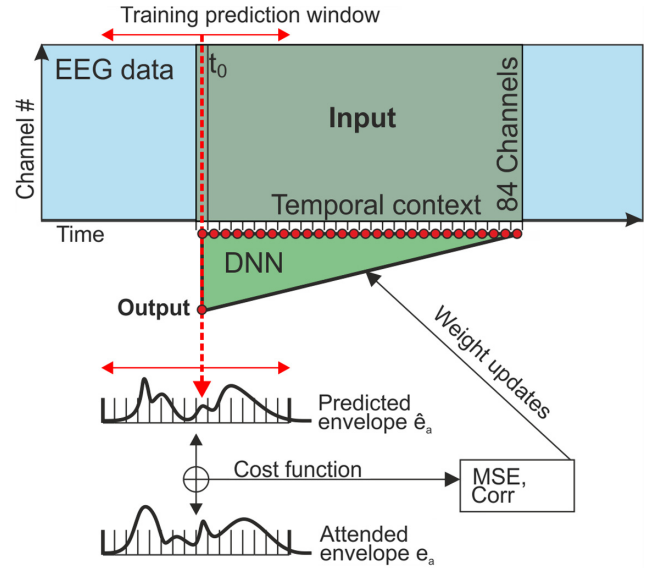 Training prediction window
EEG data
t0
Input
84 Channels
Channel #
Temporal context
Time
DNN
Output
Weight updates
Predicted
envelope êa
Cost function
MSE,
Corr
Attended
envelope ea